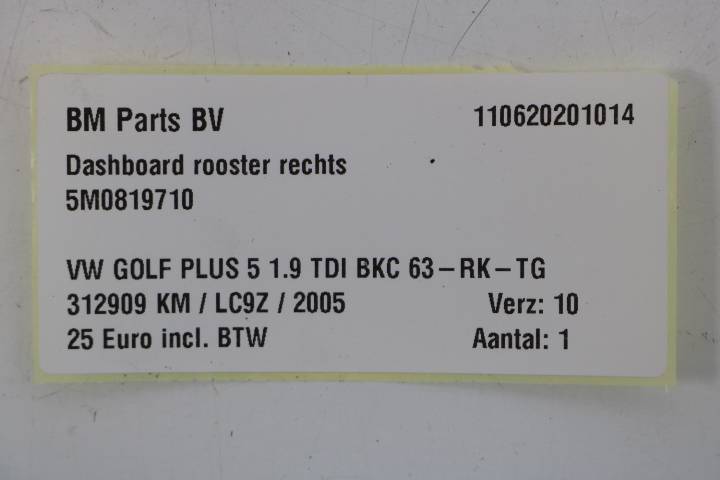 BM Parts BV 110620201014
Dashboard rooster rechts
5M0819710
VW GOLF PLUS 5 1.9 TDI BKC 63-RK-TG
312909 KM / LC9Z / 2005 Verz: 10
25 Euro incl. BTW Aantal: 1